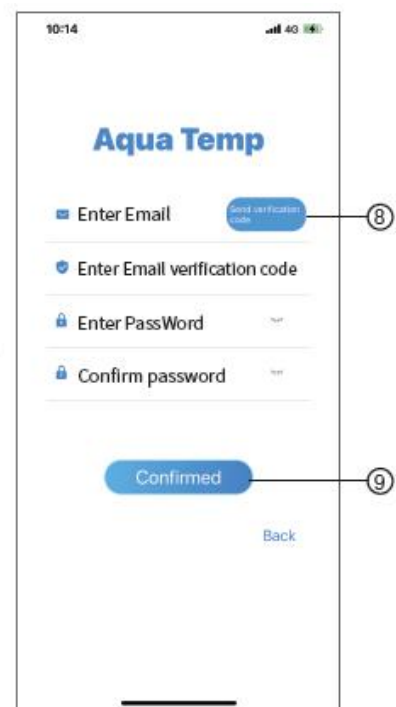 10:14 4G
Aqua Temp
Enter Email
Send verification
code
⑧
Enter Email verification code
Enter PassWord
Confirm password
Confirmed
⑨
Back